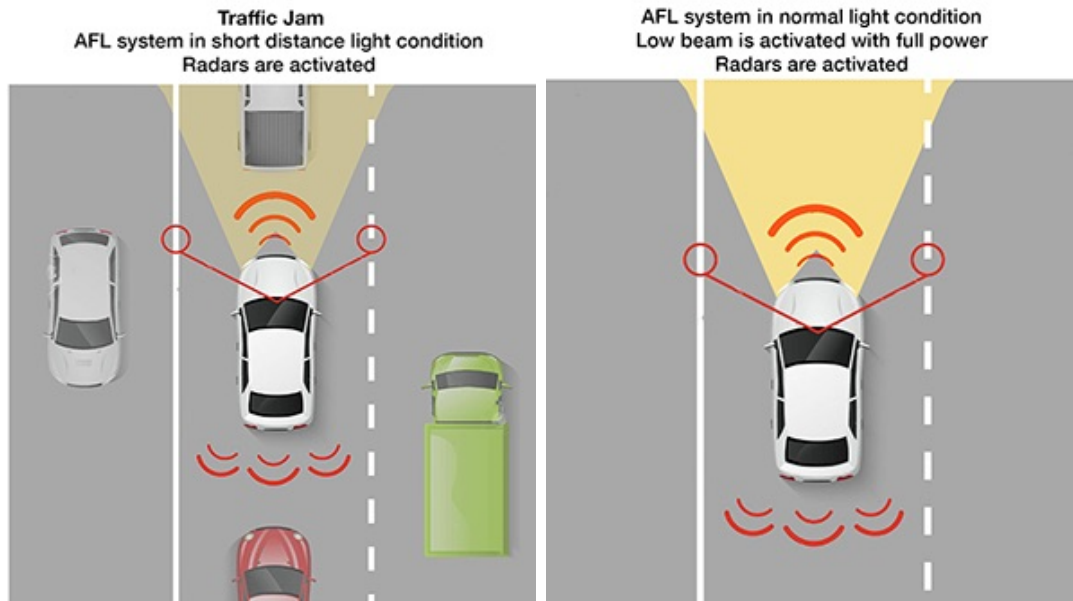 Traffic Jam
AFL system in short distance light condition
Radars are activated
AFL system in normal light condition
Low beam is activated with full power
Radars are activated